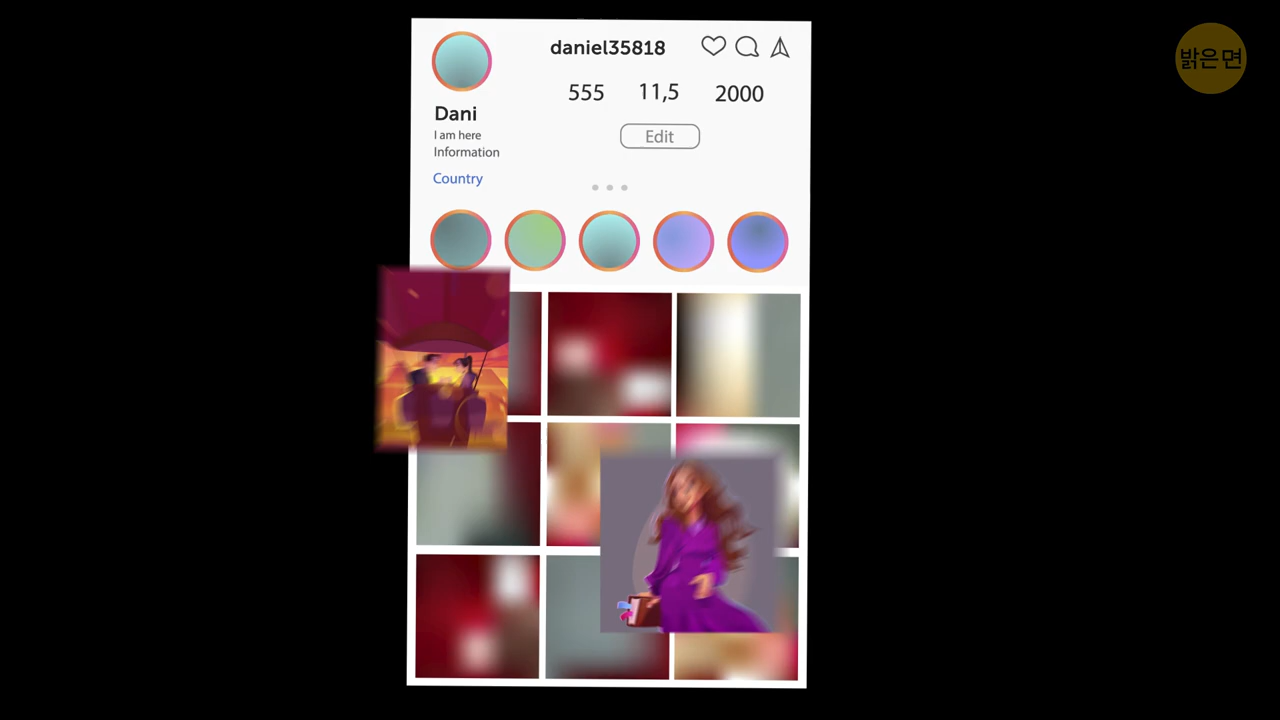 밝은면
daniel35818
555 11,5 2000
Dani
I am here
Information
Edit
Country